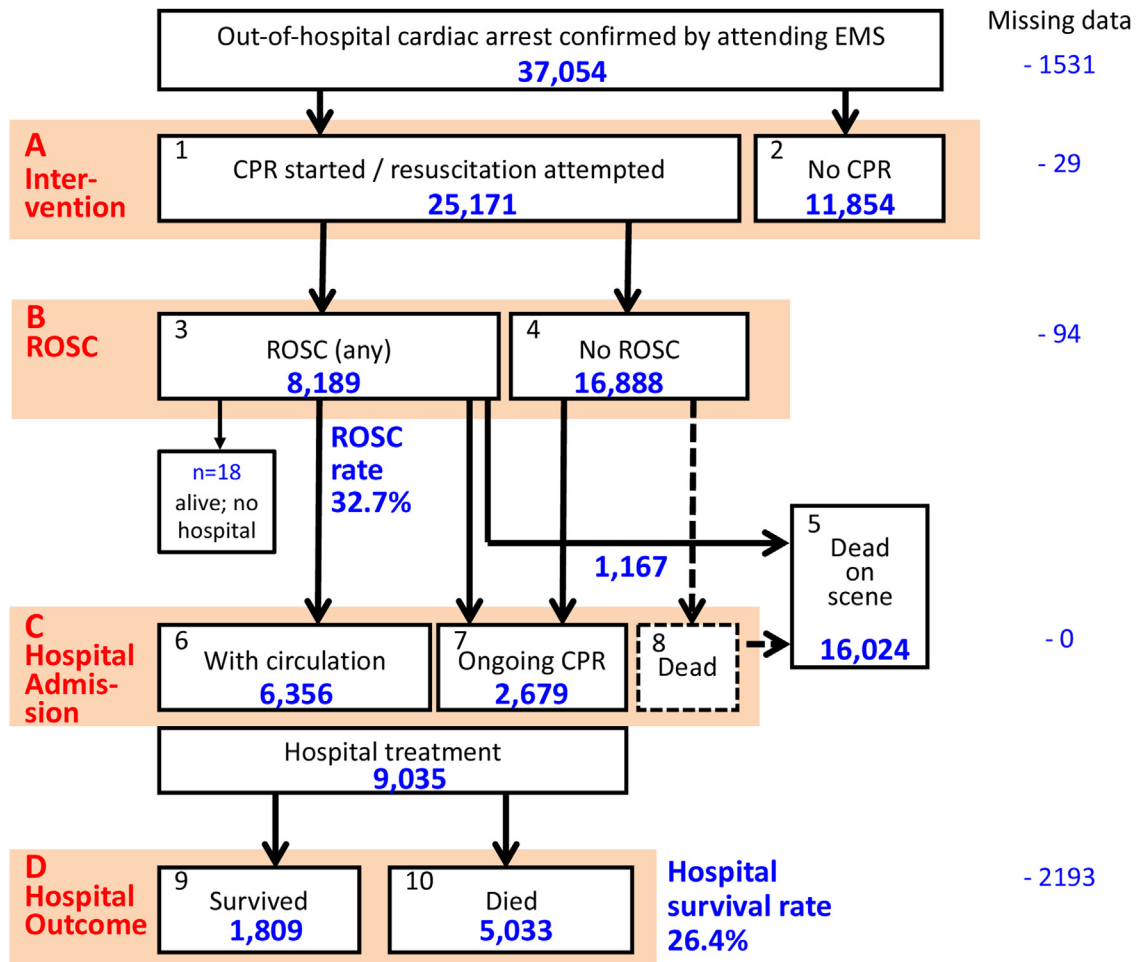 Out-of-hospital cardiac arrest confirmed by attending EMS
37,054
Missing data
- 1531
A
Inter-
vention
1
CPR started / resuscitation attempted
25,171
2
No CPR
11,854
- 29
B
ROSC
3
ROSC (any)
8,189
4
No ROSC
16,888
- 94
n=18
alive; no
hospital
ROSC
rate
32.7%
1,167
5
Dead
on
scene
16,024
C
Hospital
Admis-
sion
6
With circulation
6,356
7
Ongoing CPR
2,679
8
Dead
- 0
Hospital treatment
9,035
D
Hospital
Outcome
9
Survived
1,809
10
Died
5,033
Hospital
survival rate
26.4%
- 2193